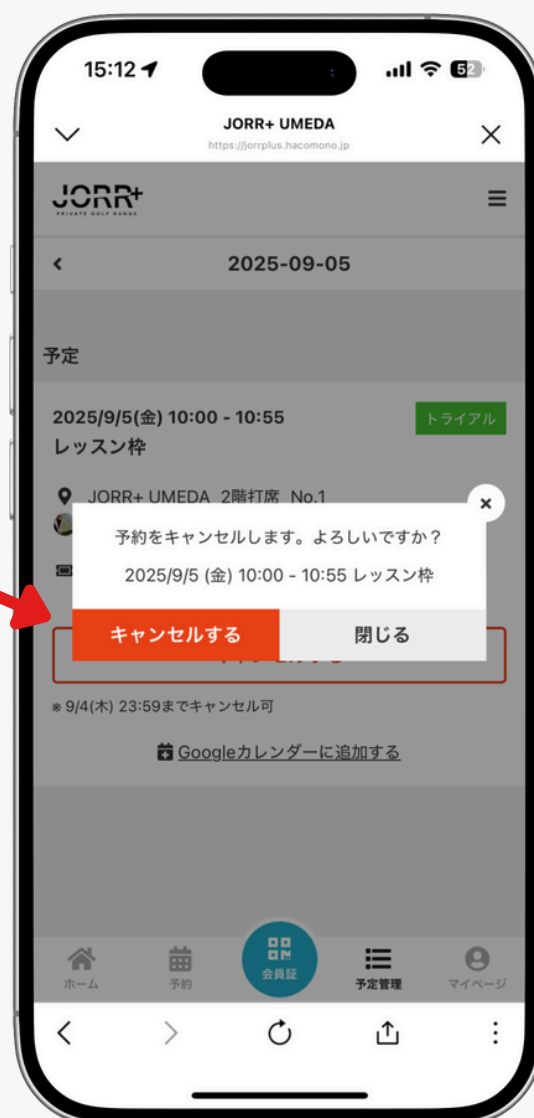 15:12
52
JORR+ UMEDA
https://jorrplus.hacomono.jp
JORR+
PRIVATE GOLF RANGE
2025-09-05
予定
2025/9/5(金) 10:00 - 10:55
トライアル
レッスン枠
JORR+ UMEDA 2階打席 No.1
予約をキャンセルします。よろしいですか？
2025/9/5 (金) 10:00 - 10:55 レッスン枠
キャンセルする
閉じる
※ 9/4(木) 23:59までキャンセル可
Googleカレンダーに追加する
ホーム
予約
会員証
予定管理
マイページ